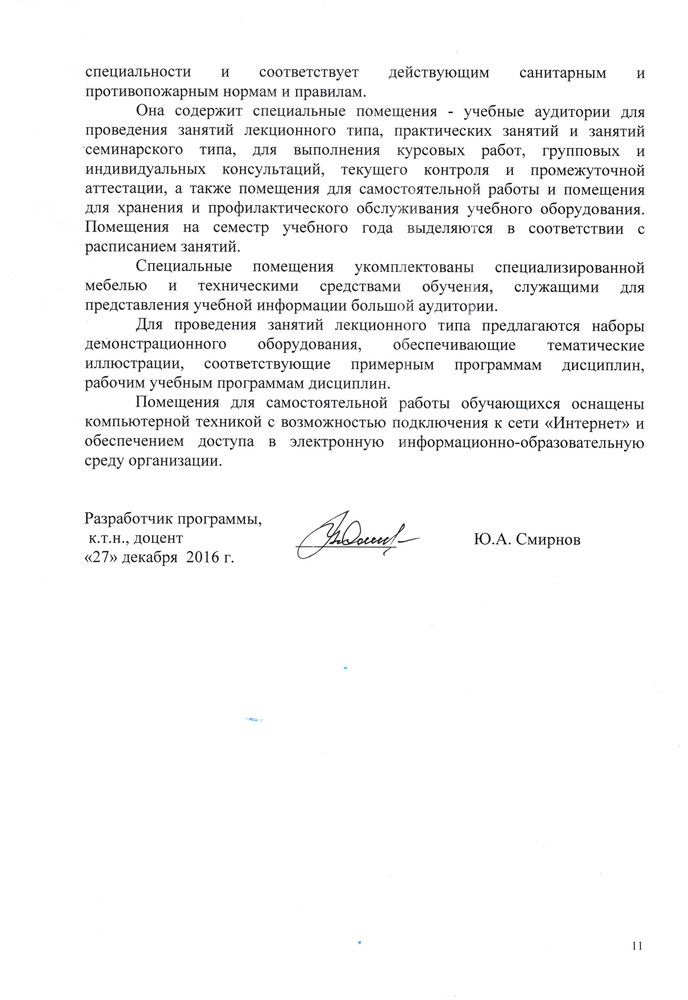 специальности и соответствует действующим санитарным и
противопожарным нормам и правилам.
Она содержит специальные помещения - учебные аудитории для
проведения занятий лекционного типа, практических занятий и занятий
семинарского типа, для выполнения курсовых работ, групповых и
индивидуальных консультаций, текущего контроля и промежуточной
аттестации, а также помещения для самостоятельной работы и помещения
для хранения и профилактического обслуживания учебного оборудования.
Помещения на семестр учебного года выделяются в соответствии с
расписанием занятий.
Специальные помещения укомплектованы специализированной
мебелью и техническими средствами обучения, служащими для
представления учебной информации большой аудитории.
Для проведения занятий лекционного типа предлагаются наборы
демонстрационного оборудования, обеспечивающие тематические
иллюстрации, соответствующие примерным программам дисциплин,
рабочим учебным программам дисциплин.
Помещения для самостоятельной работы обучающихся оснащены
компьютерной техникой с возможностью подключения к сети «Интернет» и
обеспечением доступа в электронную информационно-образовательную
среду организации.
Разработчик программы,
к.т.н., доцент
Ю.А. Смирнов
«27» декабря 2016 г.
11